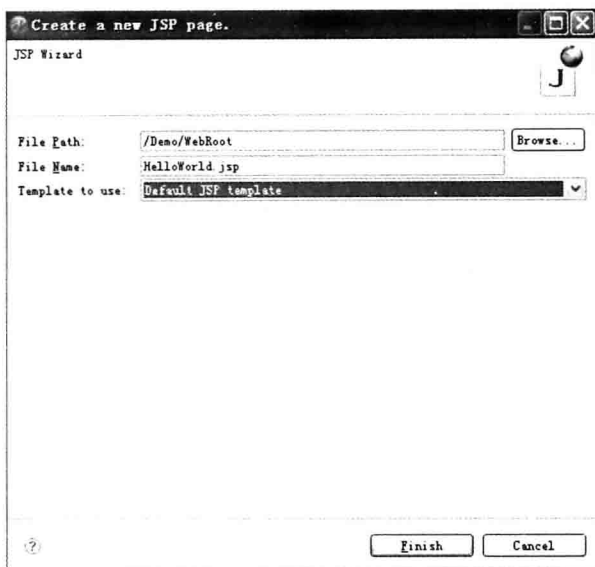 Create a new JSP page.
JSP Wizard
J
File Path: /Demo/WebRoot Browse...
File Name: HelloWorld.jsp
Template to use: Default JSP template
? Finish Cancel